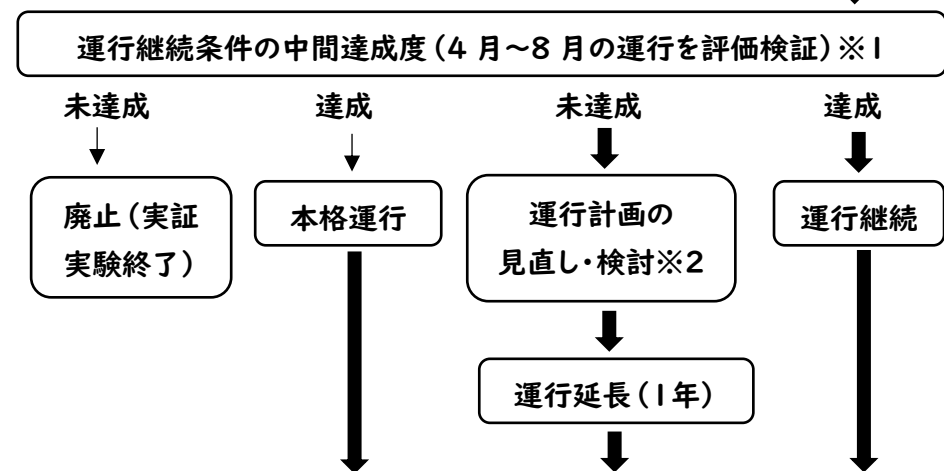 運行継続条件の中間達成度(4月~8月の運行を評価検証)※1
未達成
達成
未達成
達成
廃止(実証
実験終了)
本格運行
運行計画の
見直し・検討※2
運行継続
運行延長(1年)